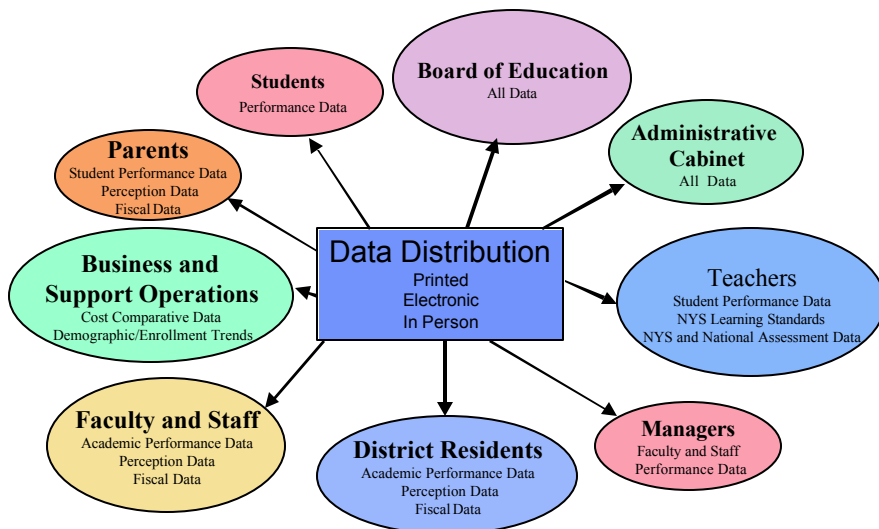 Students
Performance Data
Board of Education
All Data
Administrative
Cabinet
All Data
Parents
Student Performance Data
Perception Data
Fiscal Data
Data Distribution
Printed
Electronic
In Person
Business and
Support Operations
Cost Comparative Data
Demographic/Enrollment Trends
Teachers
Student Performance Data
NYS Learning Standards
NYS and National Assessment Data
Faculty and Staff
Academic Performance Data
Perception Data
Fiscal Data
District Residents
Academic Performance Data
Perception Data
Fiscal Data
Managers
Faculty and Staff
Performance Data